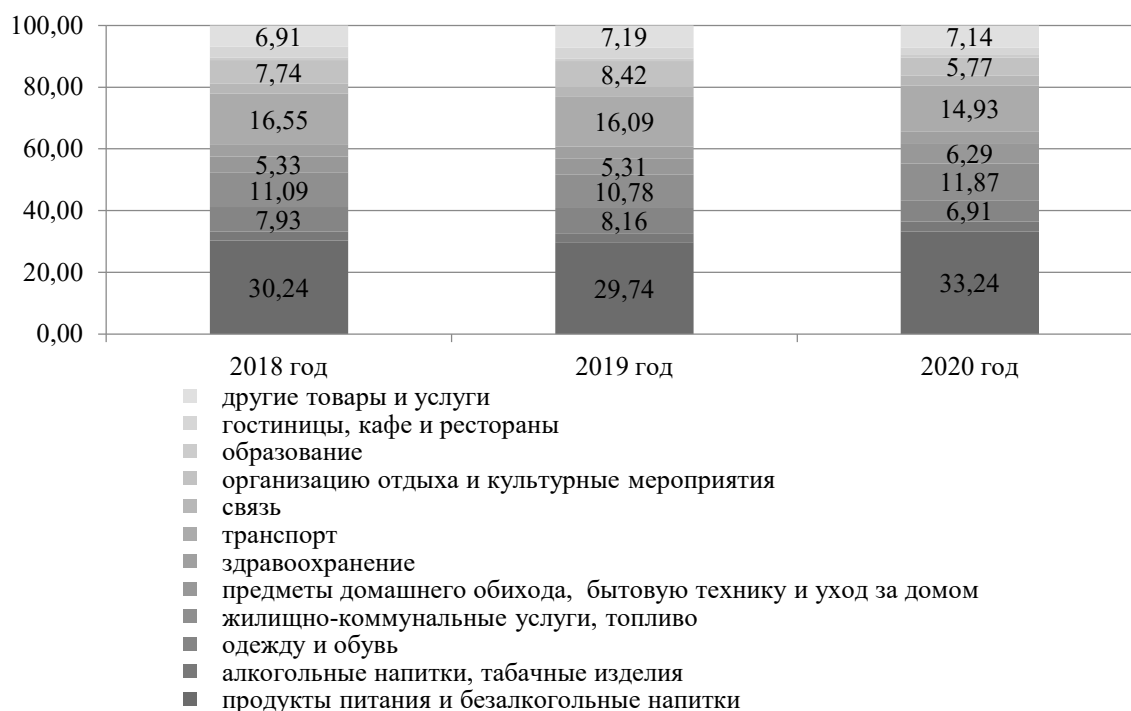 100,00
80,00
60,00
40,00
20,00
0,00
6,91
7,74
16,55
5,33
11,09
7,93
30,24
7,19
8,42
16,09
5,31
10,78
8,16
29,74
7,14
5,77
14,93
6,29
11,87
6,91
33,24
2018 год
2019 год
2020 год
другие товары и услуги
гостиницы, кафе и рестораны
образование
организацию отдыха и культурные мероприятия
связь
транспорт
здравоохранение
предметы домашнего обихода, бытовую технику и уход за домом
жилищно-коммунальные услуги, топливо
одежду и обувь
алкогольные напитки, табачные изделия
продукты питания и безалкогольные напитки